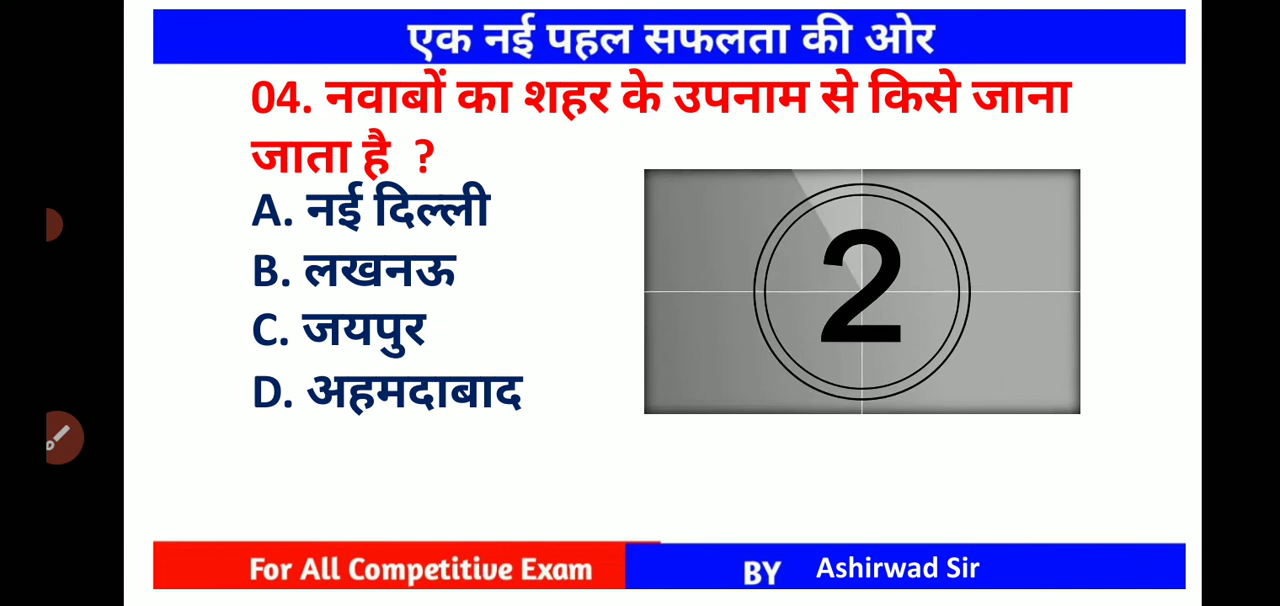 एक नई पहल सफलता की ओर
04. नवाबों का शहर के उपनाम से किसे जाना
जाता है ?
A. नई दिल्ली
B. लखनऊ
C. जयपुर
D. अहमदाबाद
2
For All Competitive Exam
BY Ashirwad Sir